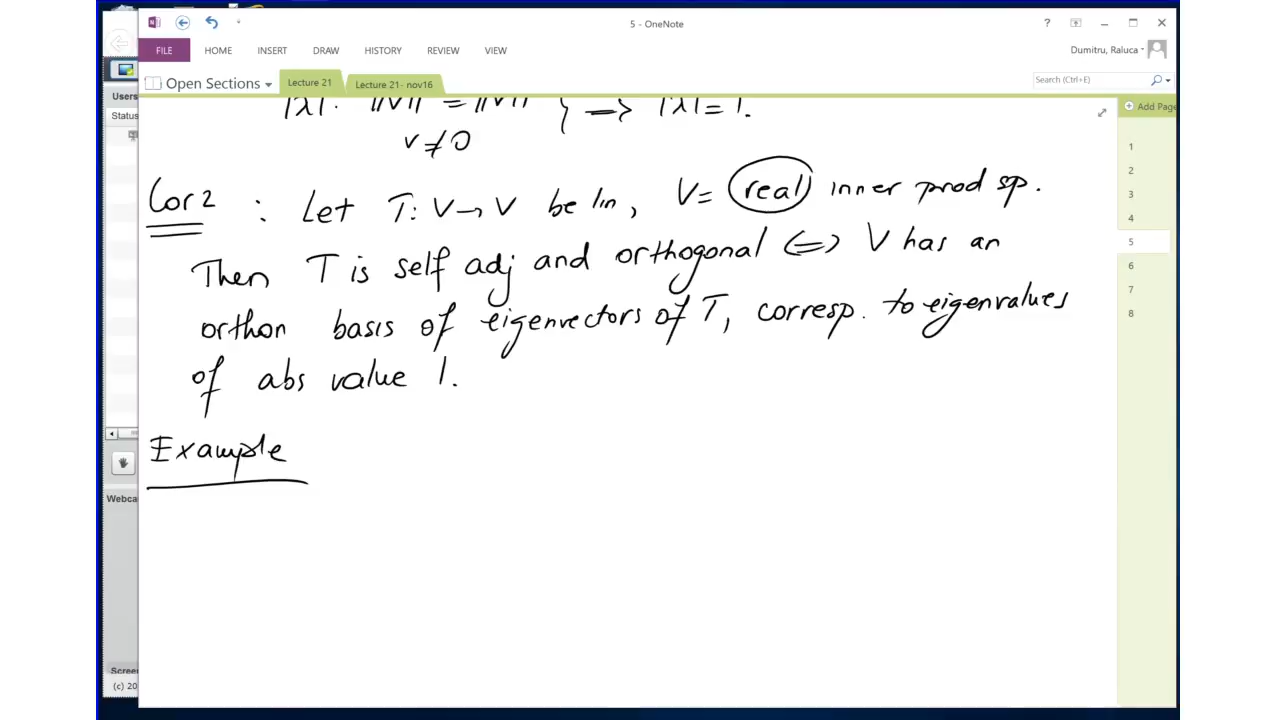 5 - OneNote
FILE HOME INSERT DRAW HISTORY REVIEW VIEW
Dumitru, Raluca
Open Sections Lecture 21 Lecture 21- nov16
Search (Ctrl+E)
Add Page
Users
Status
|λ|· ||v|| = ||v|| } ⟹ |λ| = 1.
v ≠ 0
Cor 2 : Let T: V → V be lin, V = real inner prod sp.
Then T is self adj and orthogonal ⟺ V has an
orthon basis of eigenvectors of T, corresp. to eigenvalues
of abs value 1.
Example
1
2
3
4
5
6
7
8
Webca
Screen
(c) 20